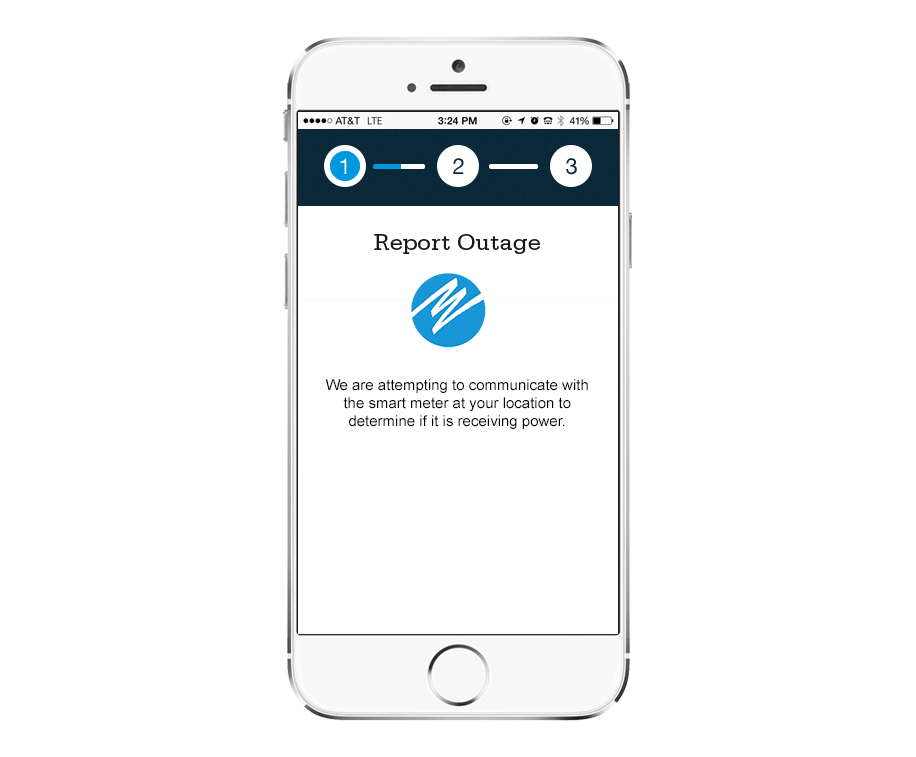 AT&T LTE 3:24 PM 41%
1 2 3
Report Outage
We are attempting to communicate with
the smart meter at your location to
determine if it is receiving power.